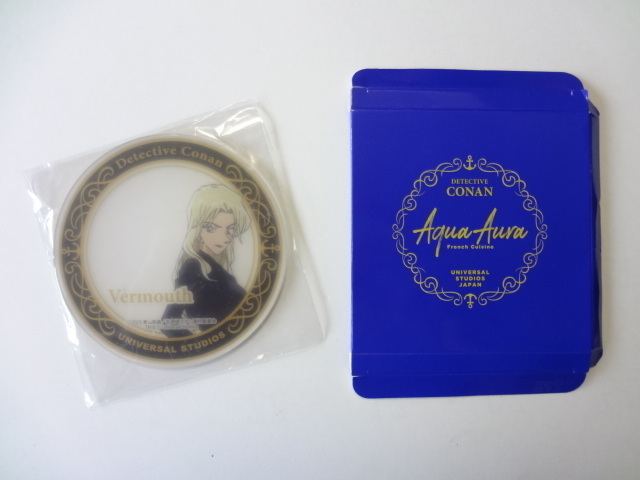 Detective Conan
Vermouth
UNIVERSAL STUDIOS
DETECTIVE
CONAN
Aqua-Aura
French Cuisine
UNIVERSAL
STUDIOS
JAPAN